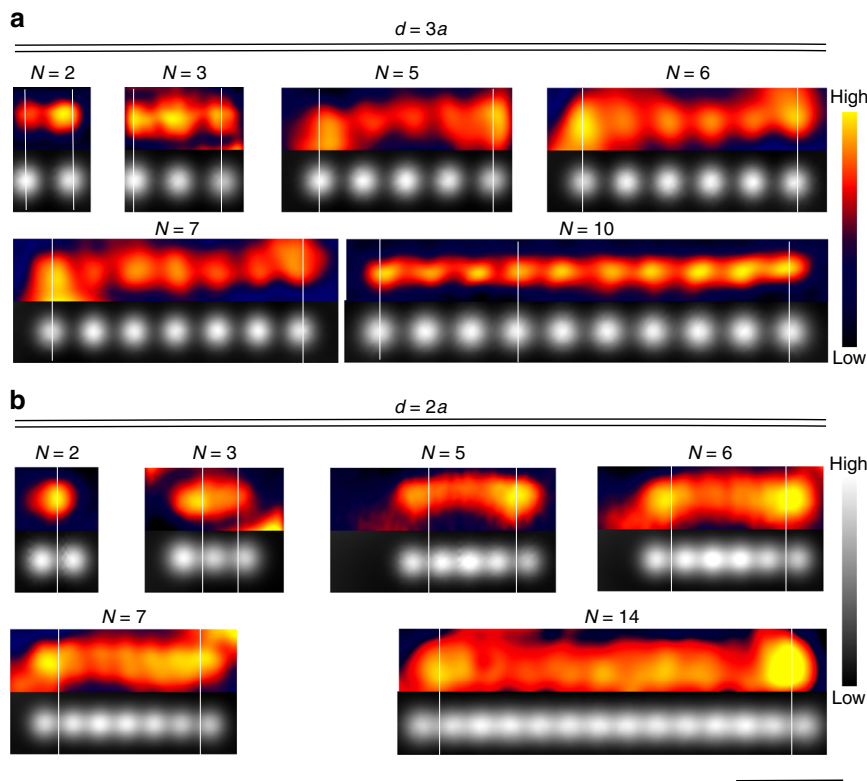 a
d = 3a
N = 2
N = 3
N = 5
N = 6
High
N = 7
N = 10
Low
b
d = 2a
N = 2
N = 3
N = 5
N = 6
High
N = 7
N = 14
Low